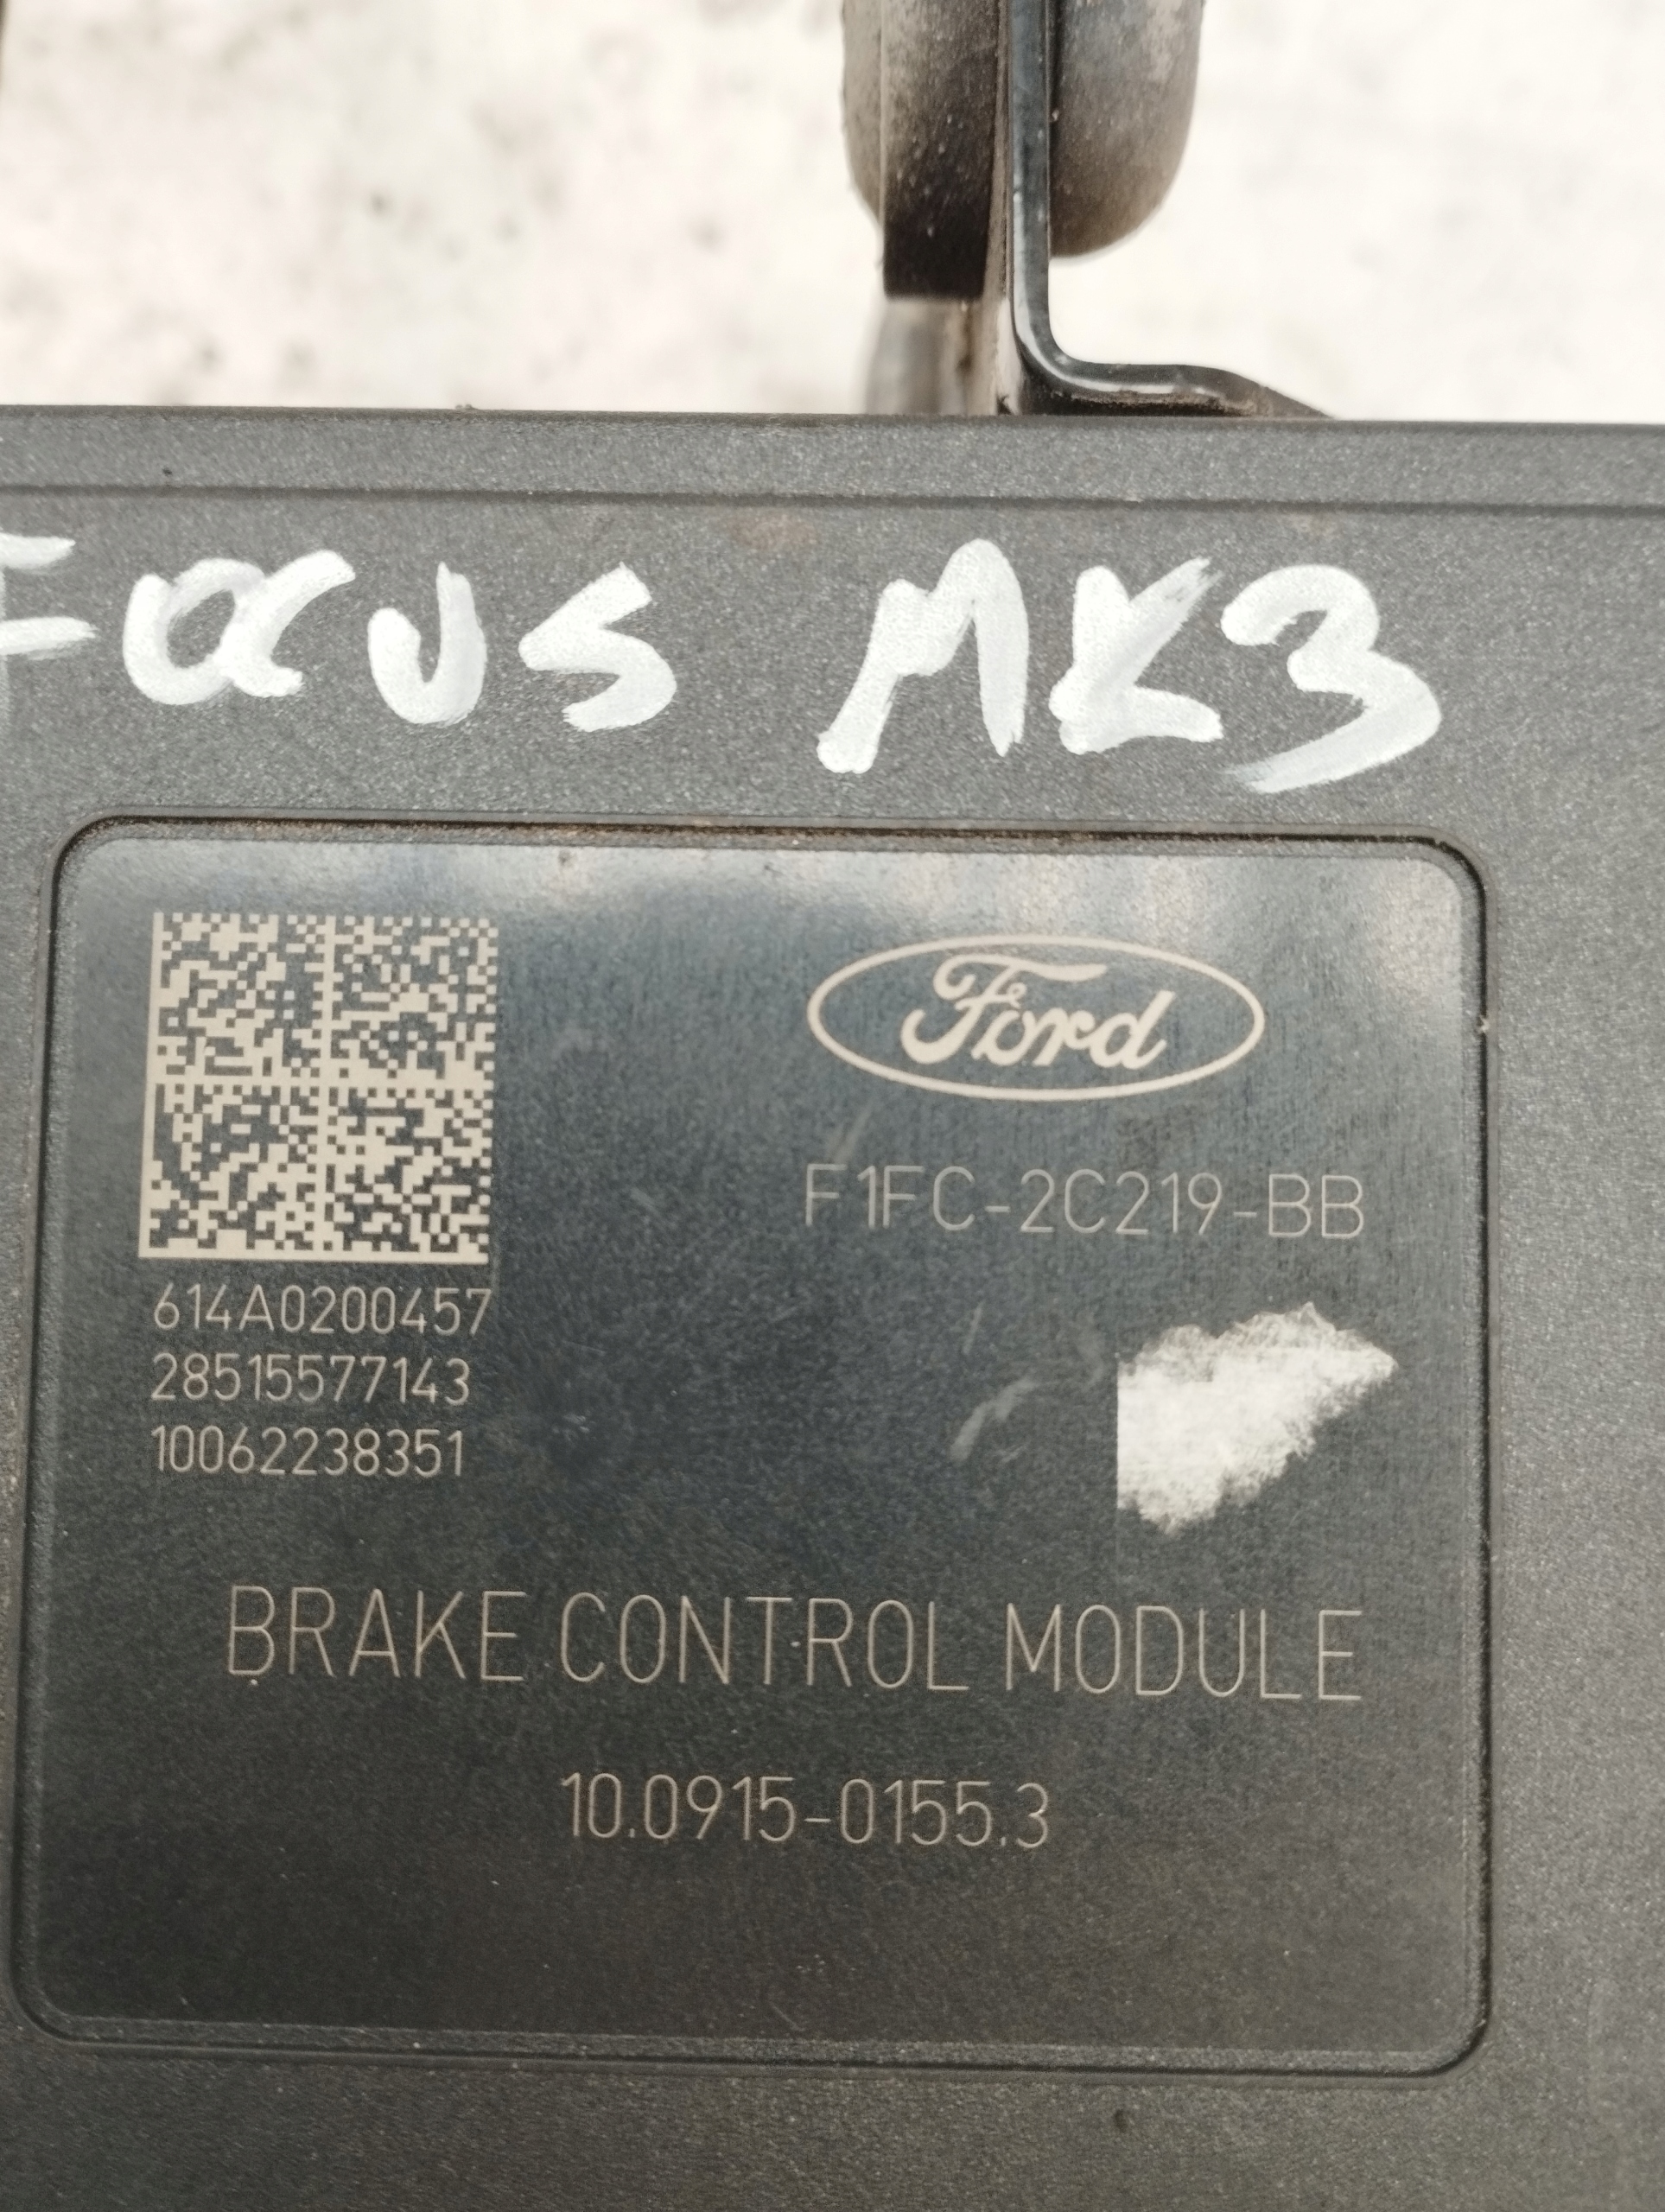 FOCUS MK3
Ford
F1FC-2C219-BB
614A0200457
28515577143
10062238351
BRAKE CONTROL MODULE
10.0915-0155.3